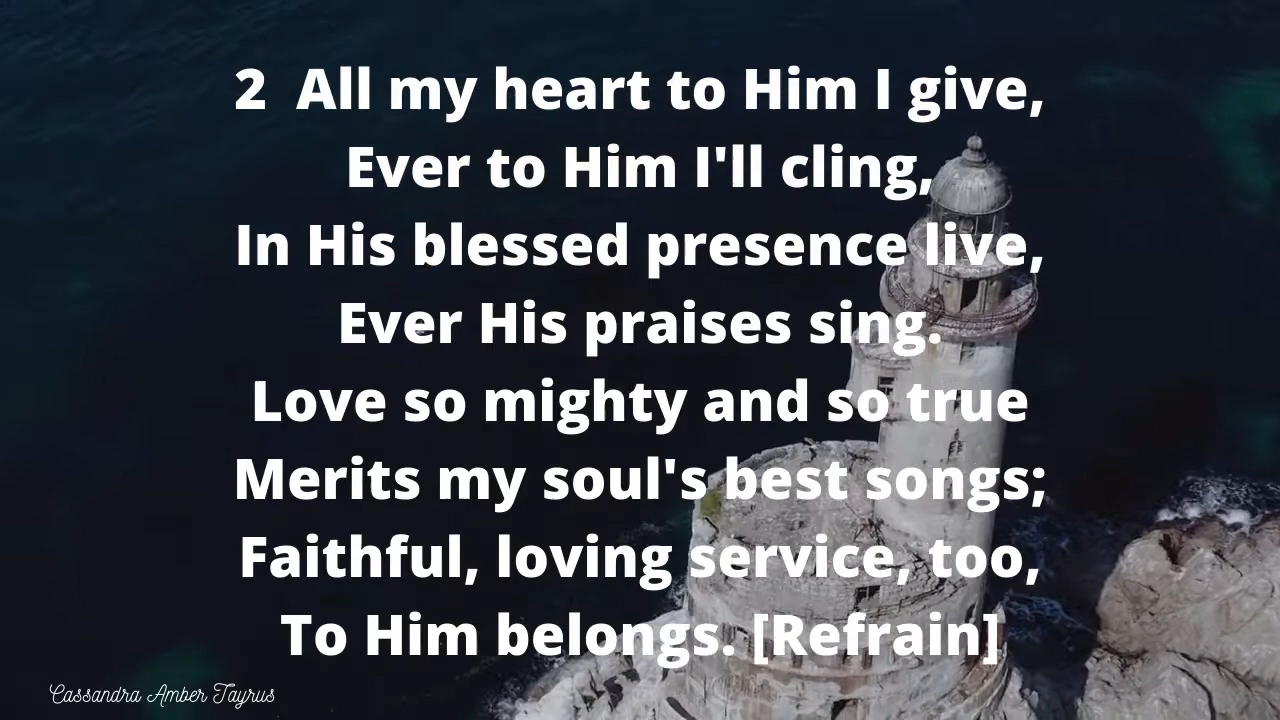 2  All my heart to Him I give,
Ever to Him I'll cling,
In His blessed presence live,
Ever His praises sing.
Love so mighty and so true
Merits my soul's best songs;
Faithful, loving service, too,
To Him belongs. [Refrain]
Cassandra Amber Tayrus